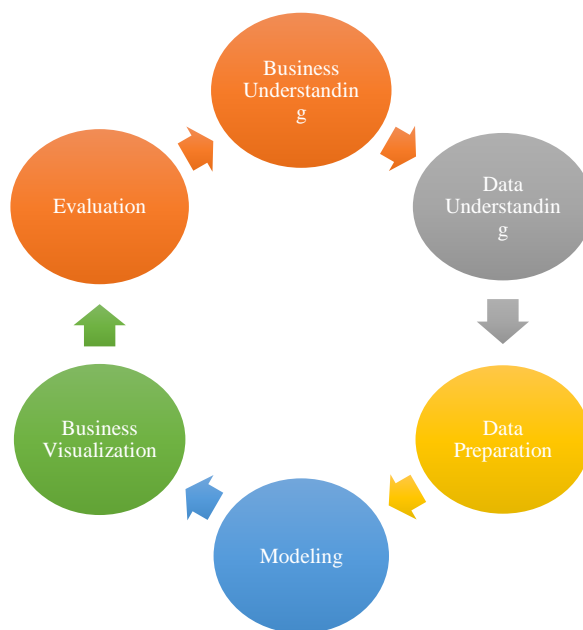 Business
Understandin
g
Data
Understandin
g
Data
Preparation
Modeling
Business
Visualization
Evaluation